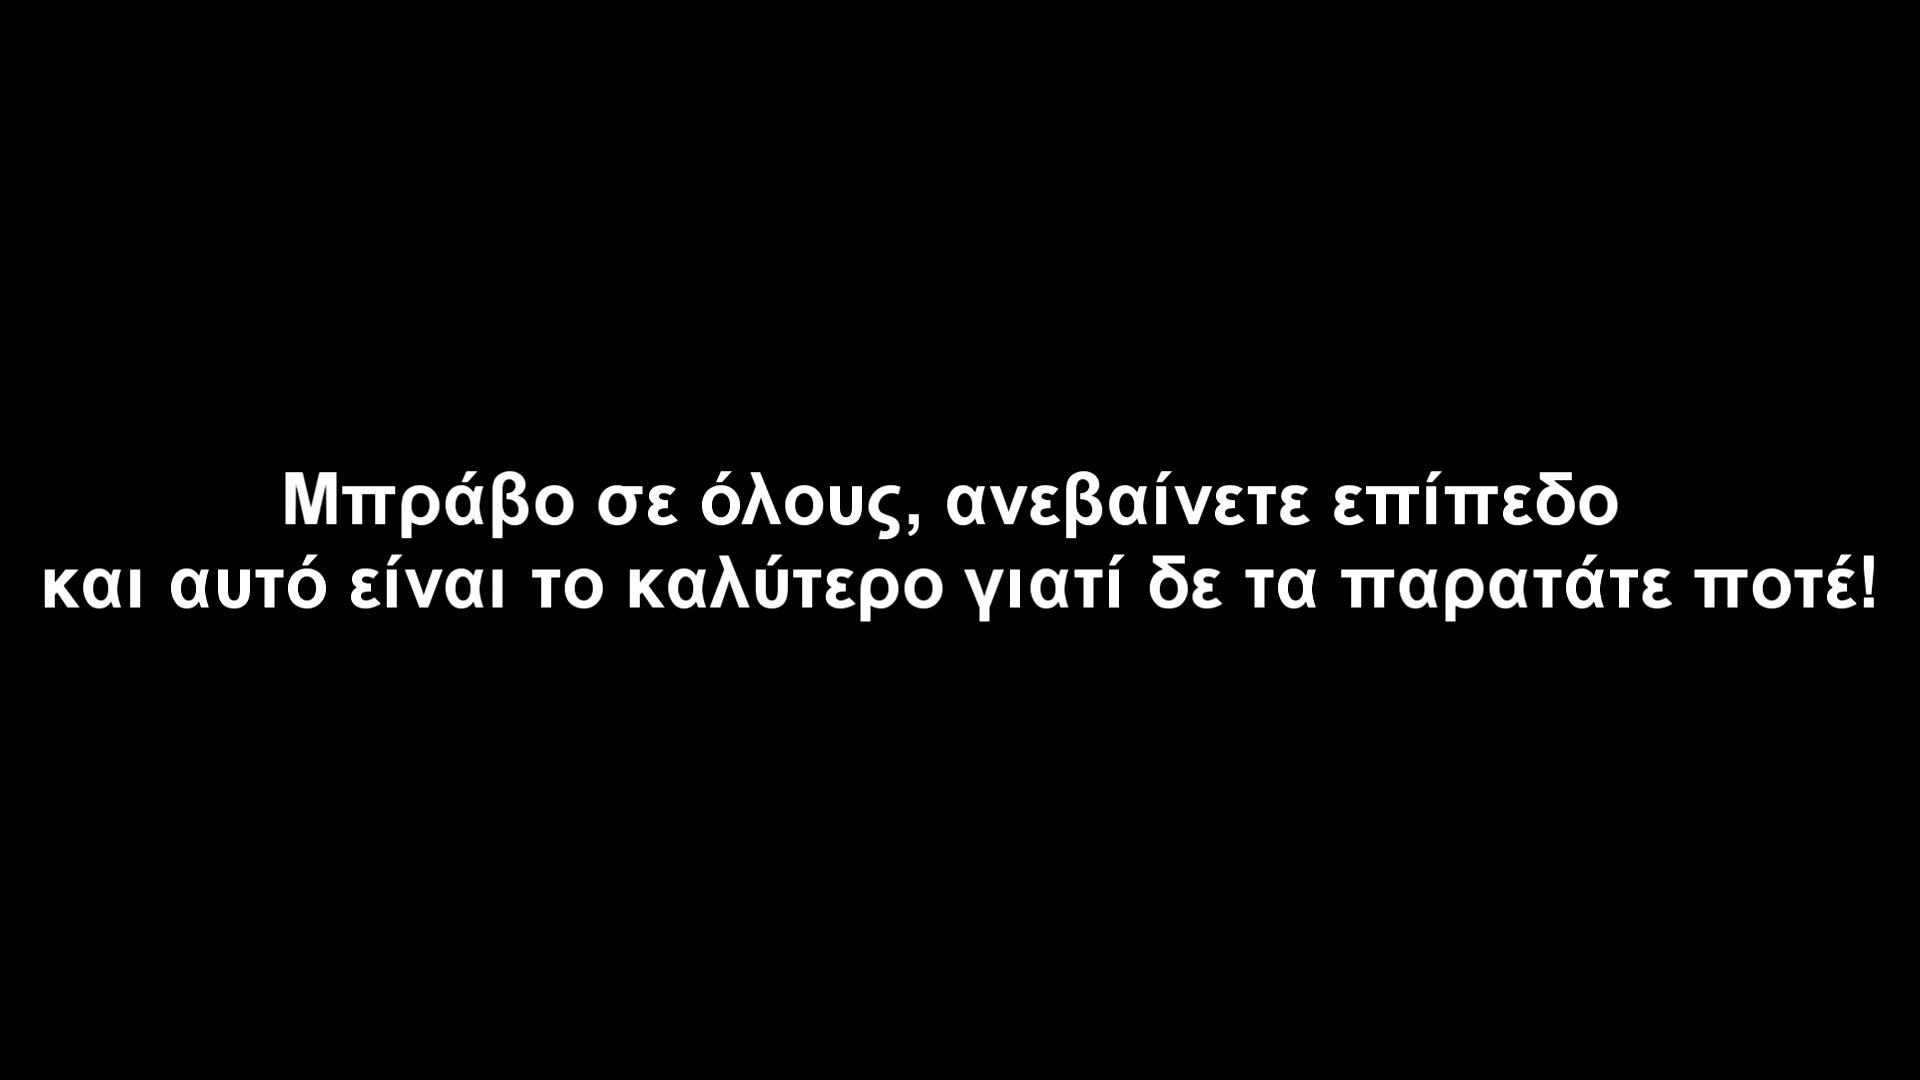 Μπράβο σε όλους, ανεβαίνετε επίπεδο
και αυτό είναι το καλύτερο γιατί δε τα παρατάτε ποτέ!